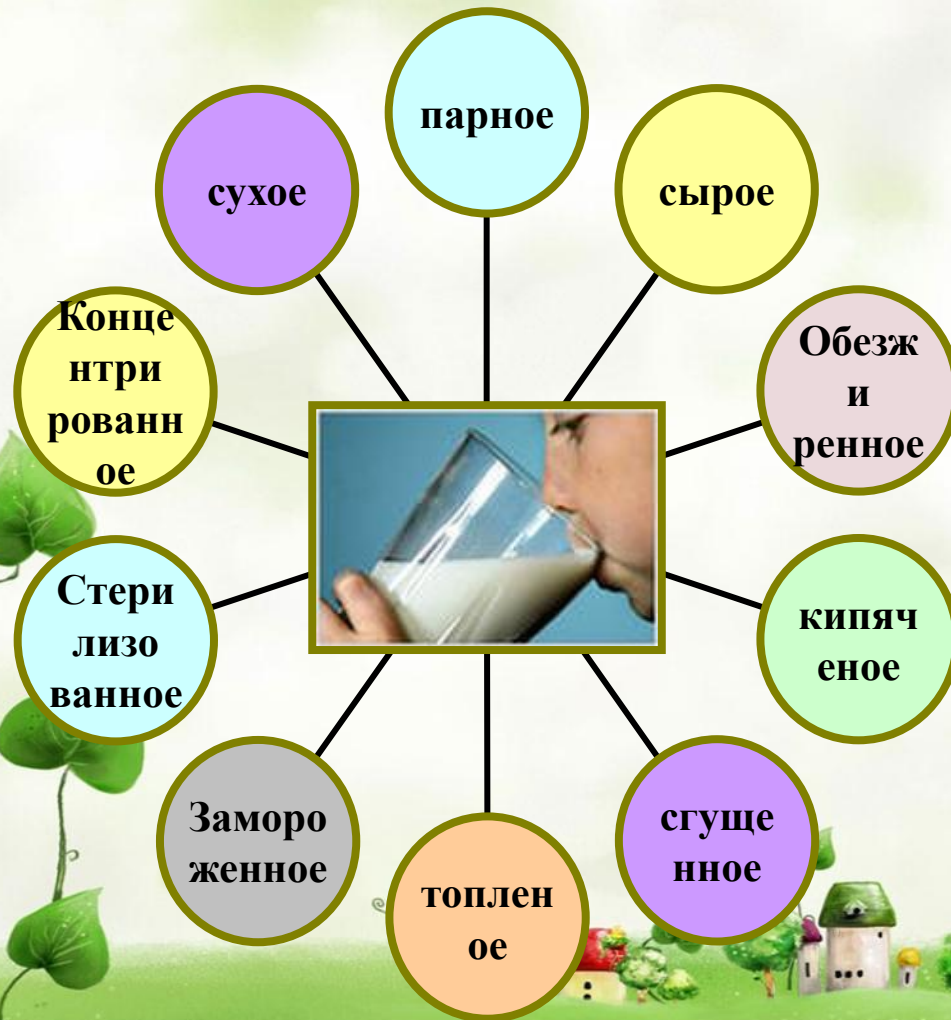 парное
сухое
сырое
Конце
нтри
рованн
ое
Обезж
и
ренное
Стери
лизо
ванное
кипяч
еное
Заморо
женное
сгуще
нное
топлен
ое